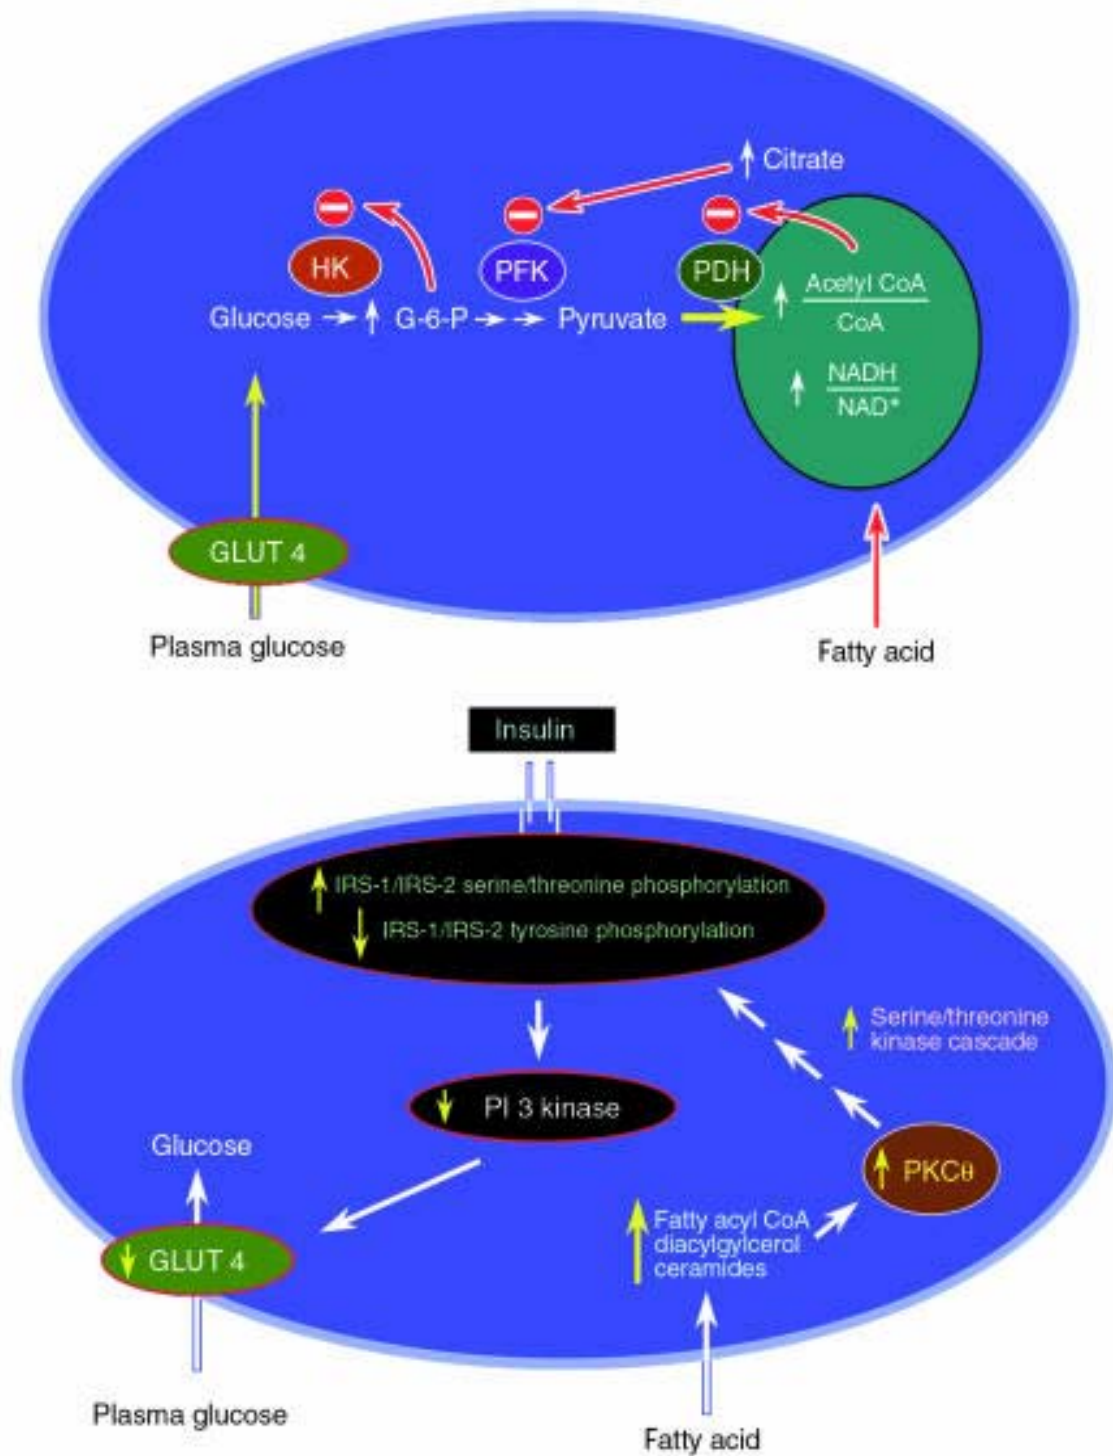 Citrate
HK
PFK
PDH
Acetyl CoA
CoA
Glucose
G-6-P
Pyruvate
NADH
NAD*
GLUT 4
Plasma glucose
Fatty acid
Insulin
IRS-1/IRS-2 serine/threonine phosphorylation
IRS-1/IRS-2 tyrosine phosphorylation
Serine/threonine
kinase cascade
PI 3 kinase
Glucose
PKCθ
Fatty acyl CoA
diacylgylcerol
ceramides
GLUT 4
Plasma glucose
Fatty acid